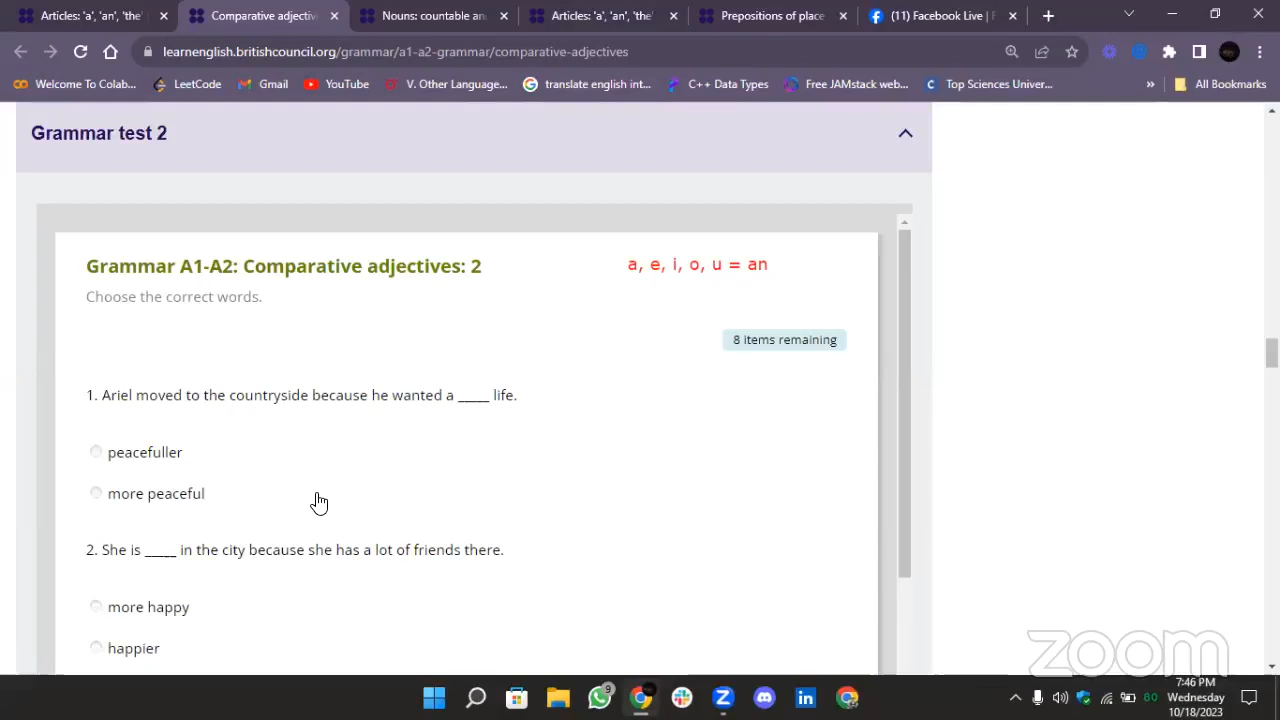 Articles: 'a', 'an', 'the'
Comparative adjectiv
Nouns: countable an
Articles: 'a', 'an', 'the'
Prepositions of place
(11) Facebook Live | F
learnenglish.britishcouncil.org/grammar/a1-a2-grammar/comparative-adjectives
Welcome To Colab...
LeetCode
Gmail
YouTube
V. Other Language...
translate english int...
C++ Data Types
Free JAMstack web...
Top Sciences Univer...
»
All Bookmarks
Grammar test 2
Grammar A1-A2: Comparative adjectives: 2
a, e, i, o, u = an
Choose the correct words.
8 items remaining
1. Ariel moved to the countryside because he wanted a _____ life.
peacefuller
more peaceful
2. She is _____ in the city because she has a lot of friends there.
more happy
happier
zoom
9
80
7:46 PM
Wednesday
10/18/2023